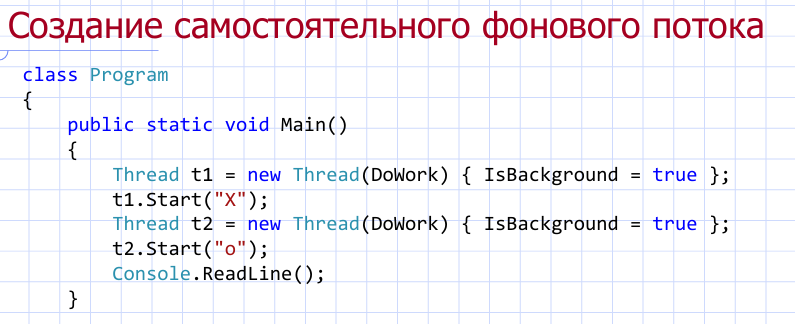 Создание самостоятельного фонового потока
class Program
{
public static void Main()
{
Thread t1 = new Thread(DoWork) { IsBackground = true };
t1.Start("X");
Thread t2 = new Thread(DoWork) { IsBackground = true };
t2.Start("o");
Console.ReadLine();
}